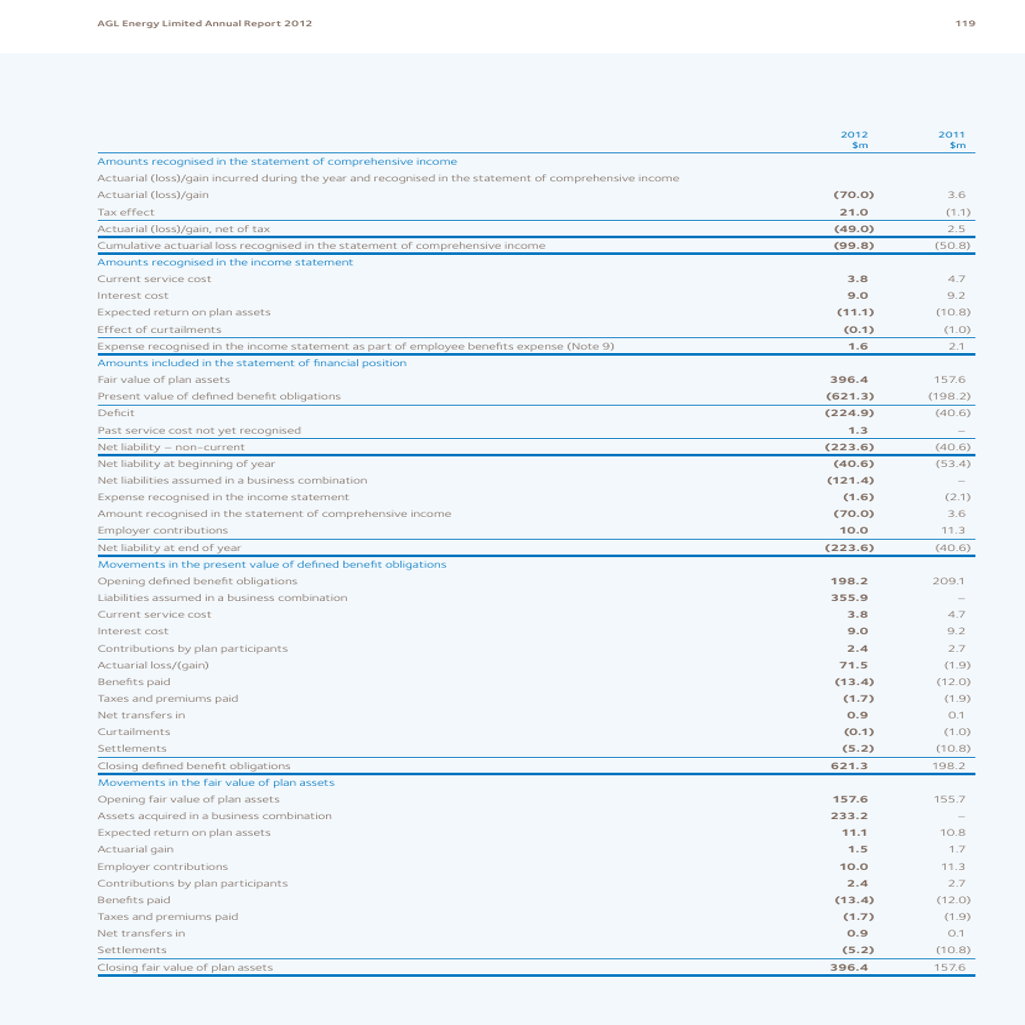 AGL Energy Limited Annual Report 2012 119
2012 2011
$m $m
Amounts recognised in the statement of comprehensive income
Actuarial (loss)/gain incurred during the year and recognised in the statement of comprehensive income
Actuarial (loss)/gain (70.0) 3.6
Tax effect 21.0 (1.1)
Actuarial (loss)/gain, net of tax (49.0) 2.5
Cumulative actuarial loss recognised in the statement of comprehensive income (99.8) (50.8)
Amounts recognised in the income statement
Current service cost 3.8 4.7
Interest cost 9.0 9.2
Expected return on plan assets (11.1) (10.8)
Effect of curtailments (0.1) (1.0)
Expense recognised in the income statement as part of employee benefits expense (Note 9) 1.6 2.1
Amounts included in the statement of financial position
Fair value of plan assets 396.4 157.6
Present value of defined benefit obligations (621.3) (198.2)
Deficit (224.9) (40.6)
Past service cost not yet recognised 1.3 –
Net liability – non-current (223.6) (40.6)
Net liability at beginning of year (40.6) (53.4)
Net liabilities assumed in a business combination (121.4) –
Expense recognised in the income statement (1.6) (2.1)
Amount recognised in the statement of comprehensive income (70.0) 3.6
Employer contributions 10.0 11.3
Net liability at end of year (223.6) (40.6)
Movements in the present value of defined benefit obligations
Opening defined benefit obligations 198.2 209.1
Liabilities assumed in a business combination 355.9 –
Current service cost 3.8 4.7
Interest cost 9.0 9.2
Contributions by plan participants 2.4 2.7
Actuarial loss/(gain) 71.5 (1.9)
Benefits paid (13.4) (12.0)
Taxes and premiums paid (1.7) (1.9)
Net transfers in 0.9 0.1
Curtailments (0.1) (1.0)
Settlements (5.2) (10.8)
Closing defined benefit obligations 621.3 198.2
Movements in the fair value of plan assets
Opening fair value of plan assets 157.6 155.7
Assets acquired in a business combination 233.2 –
Expected return on plan assets 11.1 10.8
Actuarial gain 1.5 1.7
Employer contributions 10.0 11.3
Contributions by plan participants 2.4 2.7
Benefits paid (13.4) (12.0)
Taxes and premiums paid (1.7) (1.9)
Net transfers in 0.9 0.1
Settlements (5.2) (10.8)
Closing fair value of plan assets 396.4 157.6